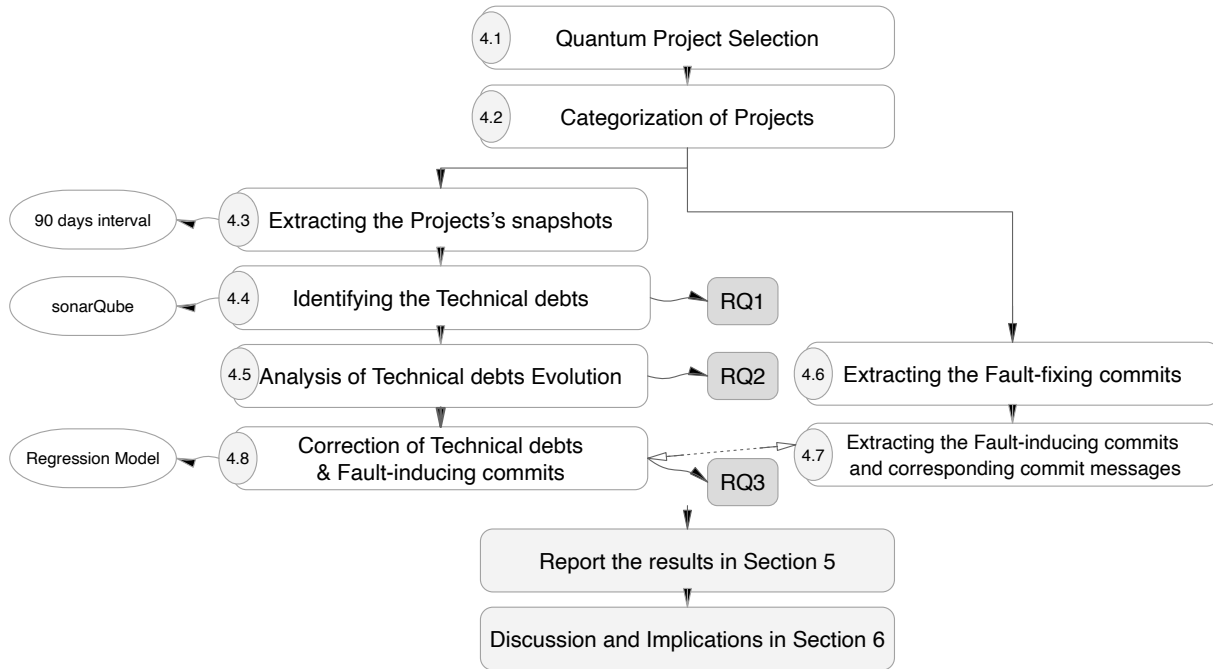 4.1
Quantum Project Selection
4.2
Categorization of Projects
90 days interval
4.3
Extracting the Projects's snapshots
sonarQube
4.4
Identifying the Technical debts
RQ1
4.5
Analysis of Technical debts Evolution
RQ2
4.6
Extracting the Fault-fixing commits
Regression Model
4.8
Correction of Technical debts
& Fault-inducing commits
RQ3
4.7
Extracting the Fault-inducing commits
and corresponding commit messages
Report the results in Section 5
Discussion and Implications in Section 6